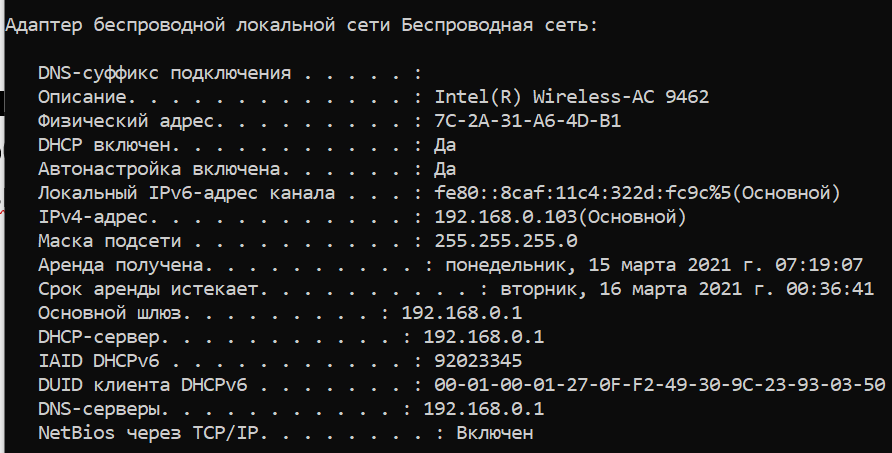 Адаптер беспроводной локальной сети Беспроводная сеть:
DNS-суффикс подключения . . . . . :
Описание. . . . . . . . . . . . . : Intel(R) Wireless-AC 9462
Физический адрес. . . . . . . . . : 7C-2A-31-A6-4D-B1
DHCP включен. . . . . . . . . . . : Да
Автонастройка включена. . . . . . : Да
Локальный IPv6-адрес канала . . . : fe80::8caf:11c4:322d:fc9c%5(Основной)
IPv4-адрес. . . . . . . . . . . . : 192.168.0.103(Основной)
Маска подсети . . . . . . . . . . : 255.255.255.0
Аренда получена. . . . . . . . . . : понедельник, 15 марта 2021 г. 07:19:07
Срок аренды истекает. . . . . . . . . . : вторник, 16 марта 2021 г. 00:36:41
Основной шлюз. . . . . . . . . : 192.168.0.1
DHCP-сервер. . . . . . . . . . . : 192.168.0.1
IAID DHCPv6 . . . . . . . . . . . : 92023345
DUID клиента DHCPv6 . . . . . . . : 00-01-00-01-27-0F-F2-49-30-9C-23-93-03-50
DNS-серверы. . . . . . . . . . . : 192.168.0.1
NetBios через TCP/IP. . . . . . . . : Включен